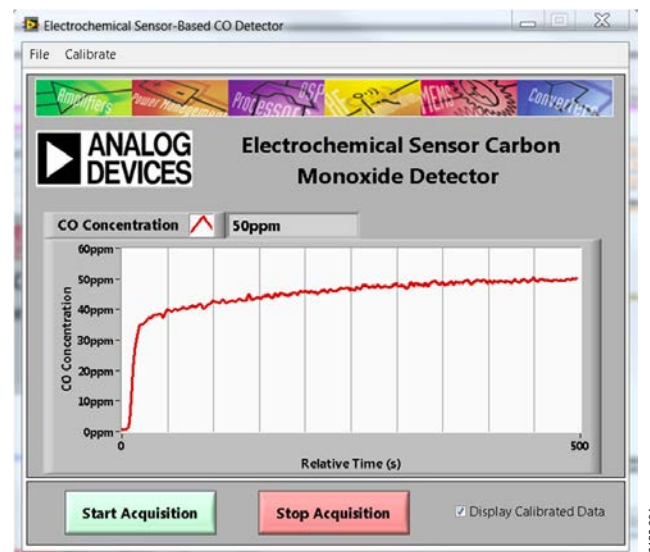 Electrochemical Sensor-Based CO Detector
File Calibrate
Amplifiers Power Management Processors DSP MEMS Converters
ANALOG
DEVICES
Electrochemical Sensor Carbon
Monoxide Detector
CO Concentration 50ppm
60ppm
50ppm
40ppm
30ppm
20ppm
10ppm
0ppm
CO Concentration
0 500
Relative Time (s)
Start Acquisition Stop Acquisition Display Calibrated Data